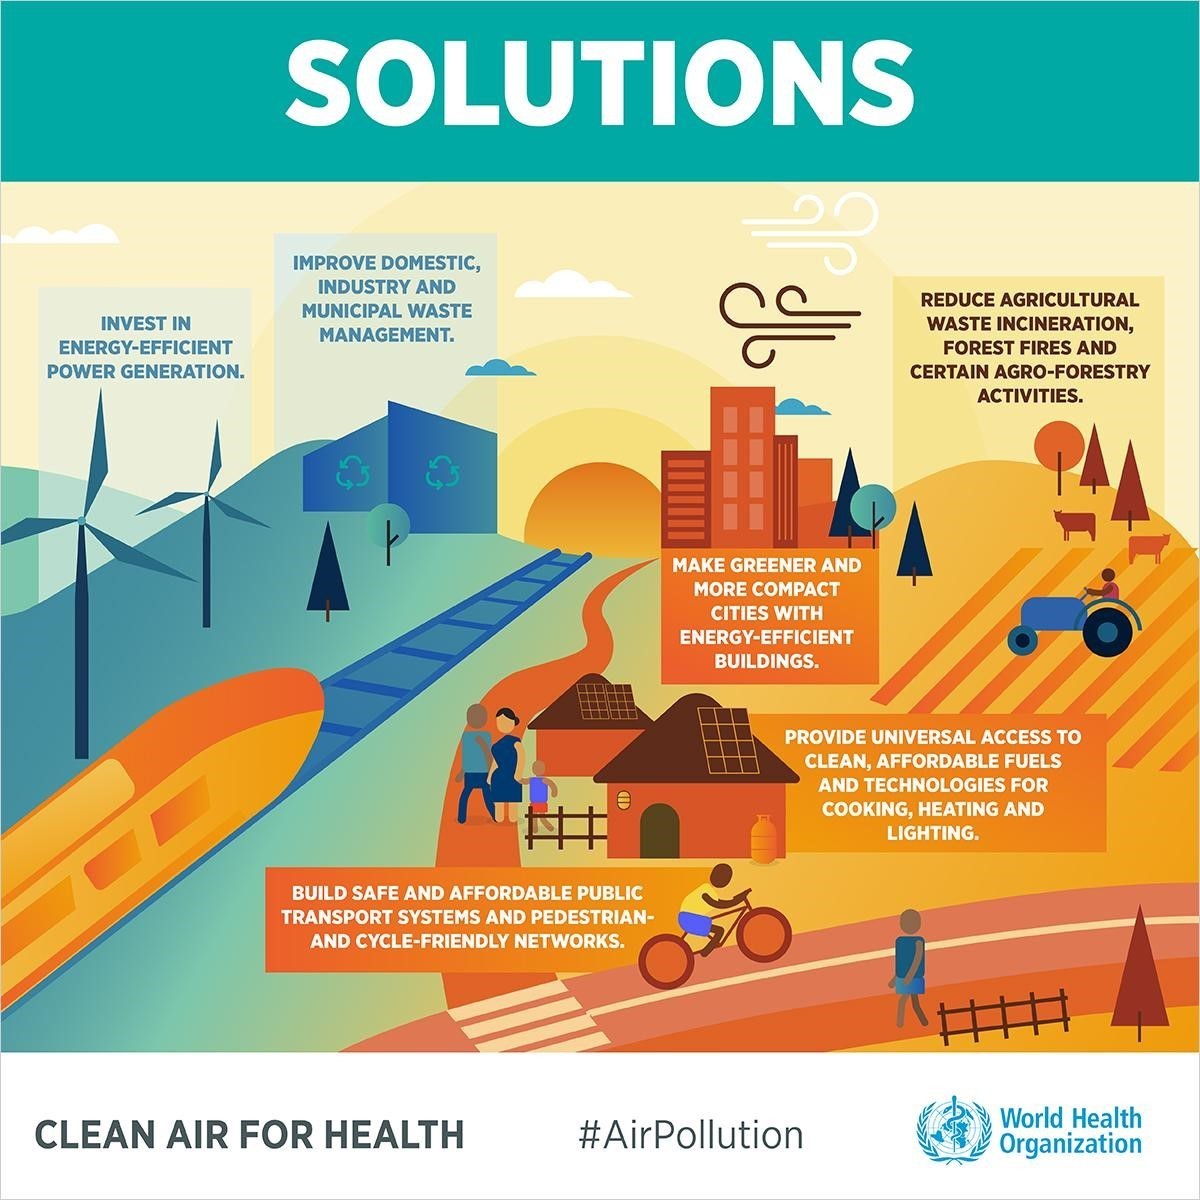 SOLUTIONS
INVEST IN
ENERGY-EFFICIENT
POWER GENERATION.
IMPROVE DOMESTIC,
INDUSTRY AND
MUNICIPAL WASTE
MANAGEMENT.
REDUCE AGRICULTURAL
WASTE INCINERATION,
FOREST FIRES AND
CERTAIN AGRO-FORESTRY
ACTIVITIES.
MAKE GREENER AND
MORE COMPACT
CITIES WITH
ENERGY-EFFICIENT
BUILDINGS.
PROVIDE UNIVERSAL ACCESS TO
CLEAN, AFFORDABLE FUELS
AND TECHNOLOGIES FOR
COOKING, HEATING AND
LIGHTING.
BUILD SAFE AND AFFORDABLE PUBLIC
TRANSPORT SYSTEMS AND PEDESTRIAN-
AND CYCLE-FRIENDLY NETWORKS.
CLEAN AIR FOR HEALTH
#AirPollution
World Health
Organization